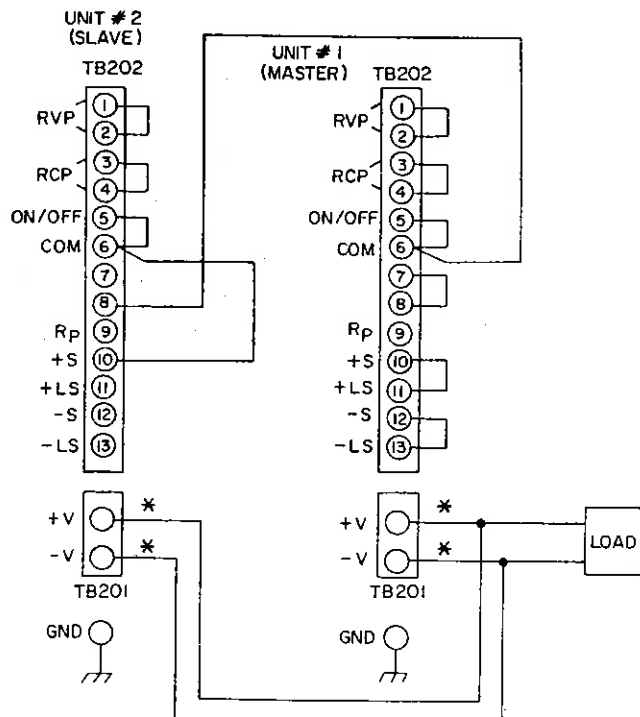 UNIT # 2
(SLAVE)
TB202
RVP
1
2
RCP
3
4
ON/OFF 5
COM 6
7
8
RP 9
+S 10
+LS 11
-S 12
-LS 13
+V *
-V *
TB201
GND
UNIT # 1
(MASTER)
TB202
RVP
1
2
RCP
3
4
ON/OFF 5
COM 6
7
8
RP 9
+S 10
+LS 11
-S 12
-LS 13
+V *
-V *
TB201
GND
LOAD